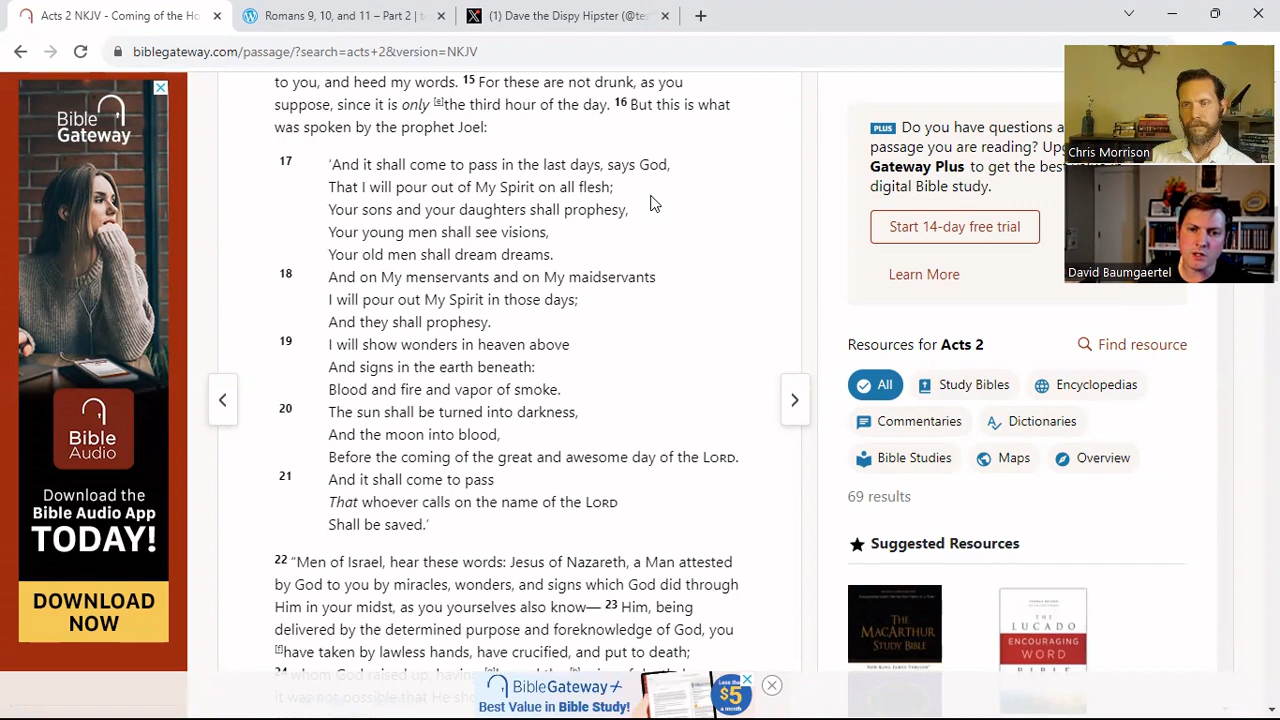 Acts 2 NKJV - Coming of the Ho
Romans 9, 10, and 11 – Part 2 |
(1) Dave the Dispy Hipster (@te
biblegateway.com/passage/?search=acts+2&version=NKJV
Bible
Gateway
Bible
Audio
Download the
Bible Audio App
TODAY!
DOWNLOAD
NOW
to you, and heed my words. 15 For these are not drunk, as you
suppose, since it is only [e]the third hour of the day. 16 But this is what
was spoken by the prophet Joel:
17 ‘And it shall come to pass in the last days, says God,
That I will pour out of My Spirit on all flesh;
Your sons and your daughters shall prophesy,
Your young men shall see visions,
Your old men shall dream dreams.
18 And on My menservants and on My maidservants
I will pour out My Spirit in those days;
And they shall prophesy.
19 I will show wonders in heaven above
And signs in the earth beneath:
Blood and fire and vapor of smoke.
20 The sun shall be turned into darkness,
And the moon into blood,
Before the coming of the great and awesome day of the LORD.
21 And it shall come to pass
That whoever calls on the name of the LORD
Shall be saved.’
22 “Men of Israel, hear these words: Jesus of Nazareth, a Man attested
by God to you by miracles, wonders, and signs which God did through
Him in your midst, as you yourselves also know— 23 Him, being
delivered by the determined purpose and foreknowledge of God, you
have taken by lawless hands, have crucified, and put to death;
PLUS Do you have questions a
passage you are reading? Up
Gateway Plus to get the bes
digital Bible study.
Start 14-day free trial
Learn More
Chris Morrison
David Baumgaertel
Resources for Acts 2
Find resource
All
Study Bibles
Encyclopedias
Commentaries
Dictionaries
Bible Studies
Maps
Overview
69 results
Suggested Resources
THE
MACARTHUR
STUDY BIBLE
THE
LUCADO
ENCOURAGING
WORD
BIBLE
BibleGateway+
Best Value in Bible Study!
Less than
$5
a month